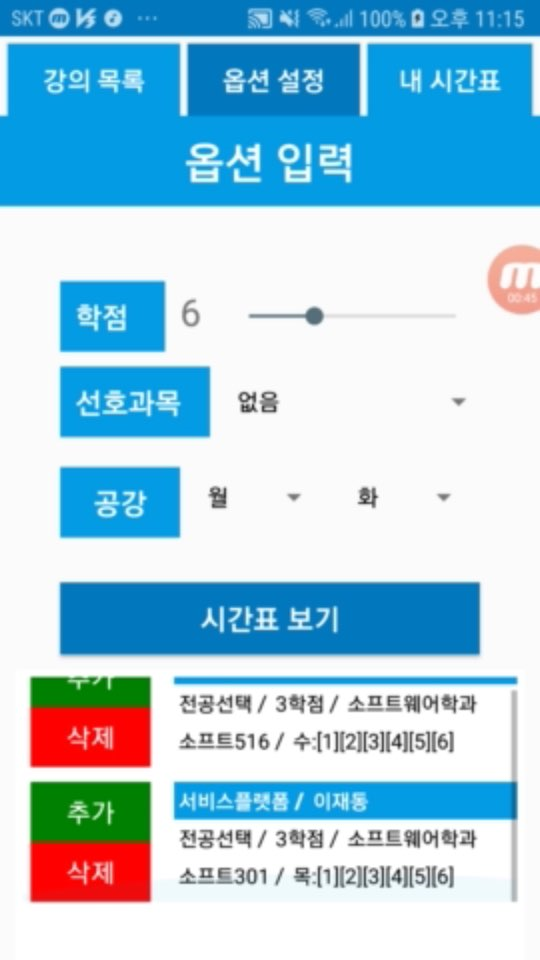 SKT 100% 오후 11:15
강의 목록 옵션 설정 내 시간표
옵션 입력
00:45
학점 6
선호과목 없음
공강 월 화
시간표 보기
추가
전공선택 / 3학점 / 소프트웨어학과
삭제
소프트516 / 수:[1][2][3][4][5][6]
서비스플랫폼 / 이재동
추가
전공선택 / 3학점 / 소프트웨어학과
삭제
소프트301 / 목:[1][2][3][4][5][6]